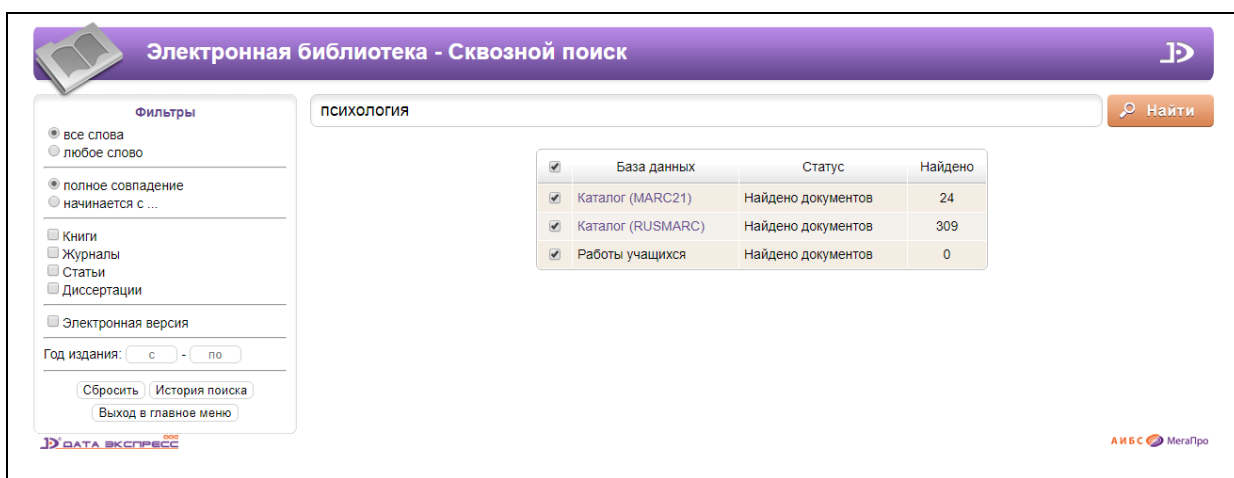 Электронная библиотека - Сквозной поиск
Фильтры
все слова
любое слово
полное совпадение
начинается с ...
Книги
Журналы
Статьи
Диссертации
Электронная версия
Год издания: с - по
Сбросить История поиска
Выход в главное меню
психология Найти
База данных Статус Найдено
Каталог (MARC21) Найдено документов 24
Каталог (RUSMARC) Найдено документов 309
Работы учащихся Найдено документов 0
ДАТА ЭКСПРЕСС ООО
АИБС МегаПро